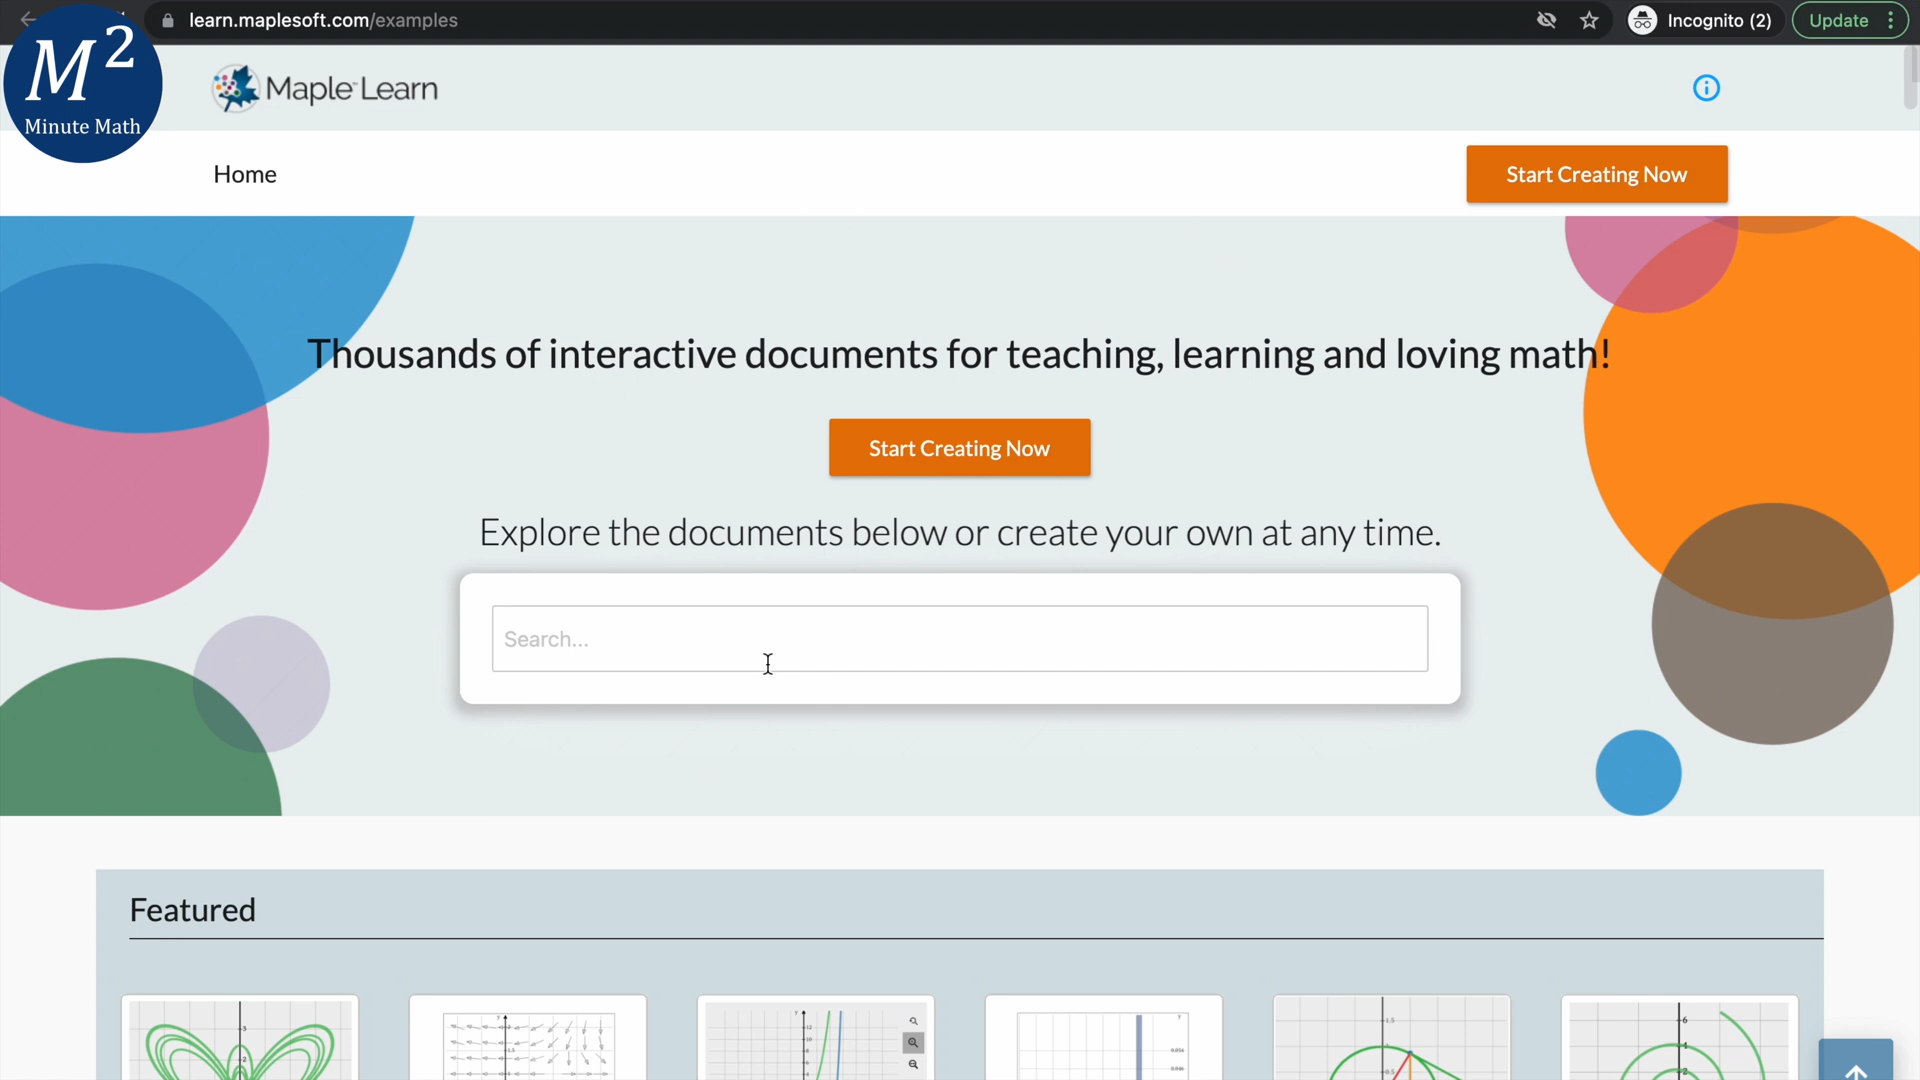 learn.maplesoft.com/examples
Incognito (2)
Update
M²
Minute Math
Maple Learn
Home
Start Creating Now
Thousands of interactive documents for teaching, learning and loving math!
Start Creating Now
Explore the documents below or create your own at any time.
Search...
Featured